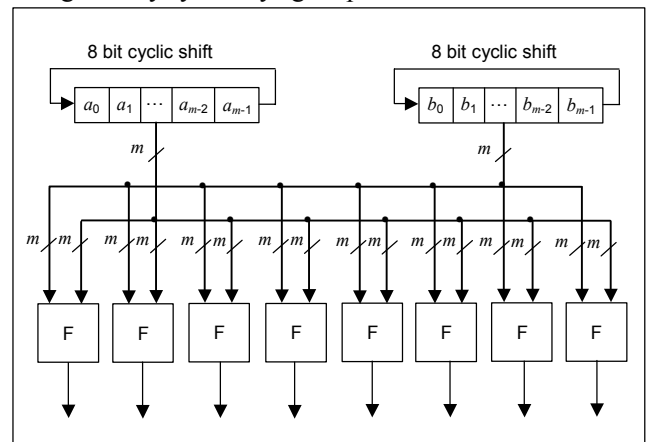 8 bit cyclic shift 8 bit cyclic shift
a0 a1 ... am-2 am-1 b0 b1 ... bm-2 bm-1
m m
m m m m m m m m m m m m m m m m
F F F F F F F F